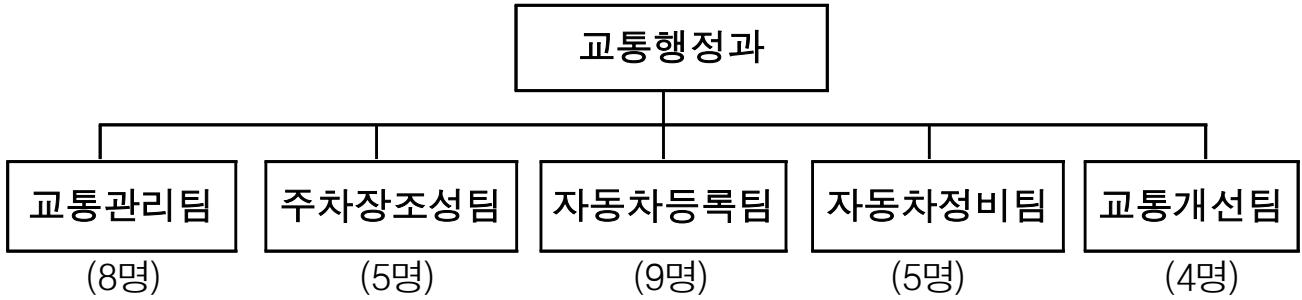 교통행정과
교통관리팀 주차장조성팀 자동차등록팀 자동차정비팀 교통개선팀
(8명) (5명) (9명) (5명) (4명)